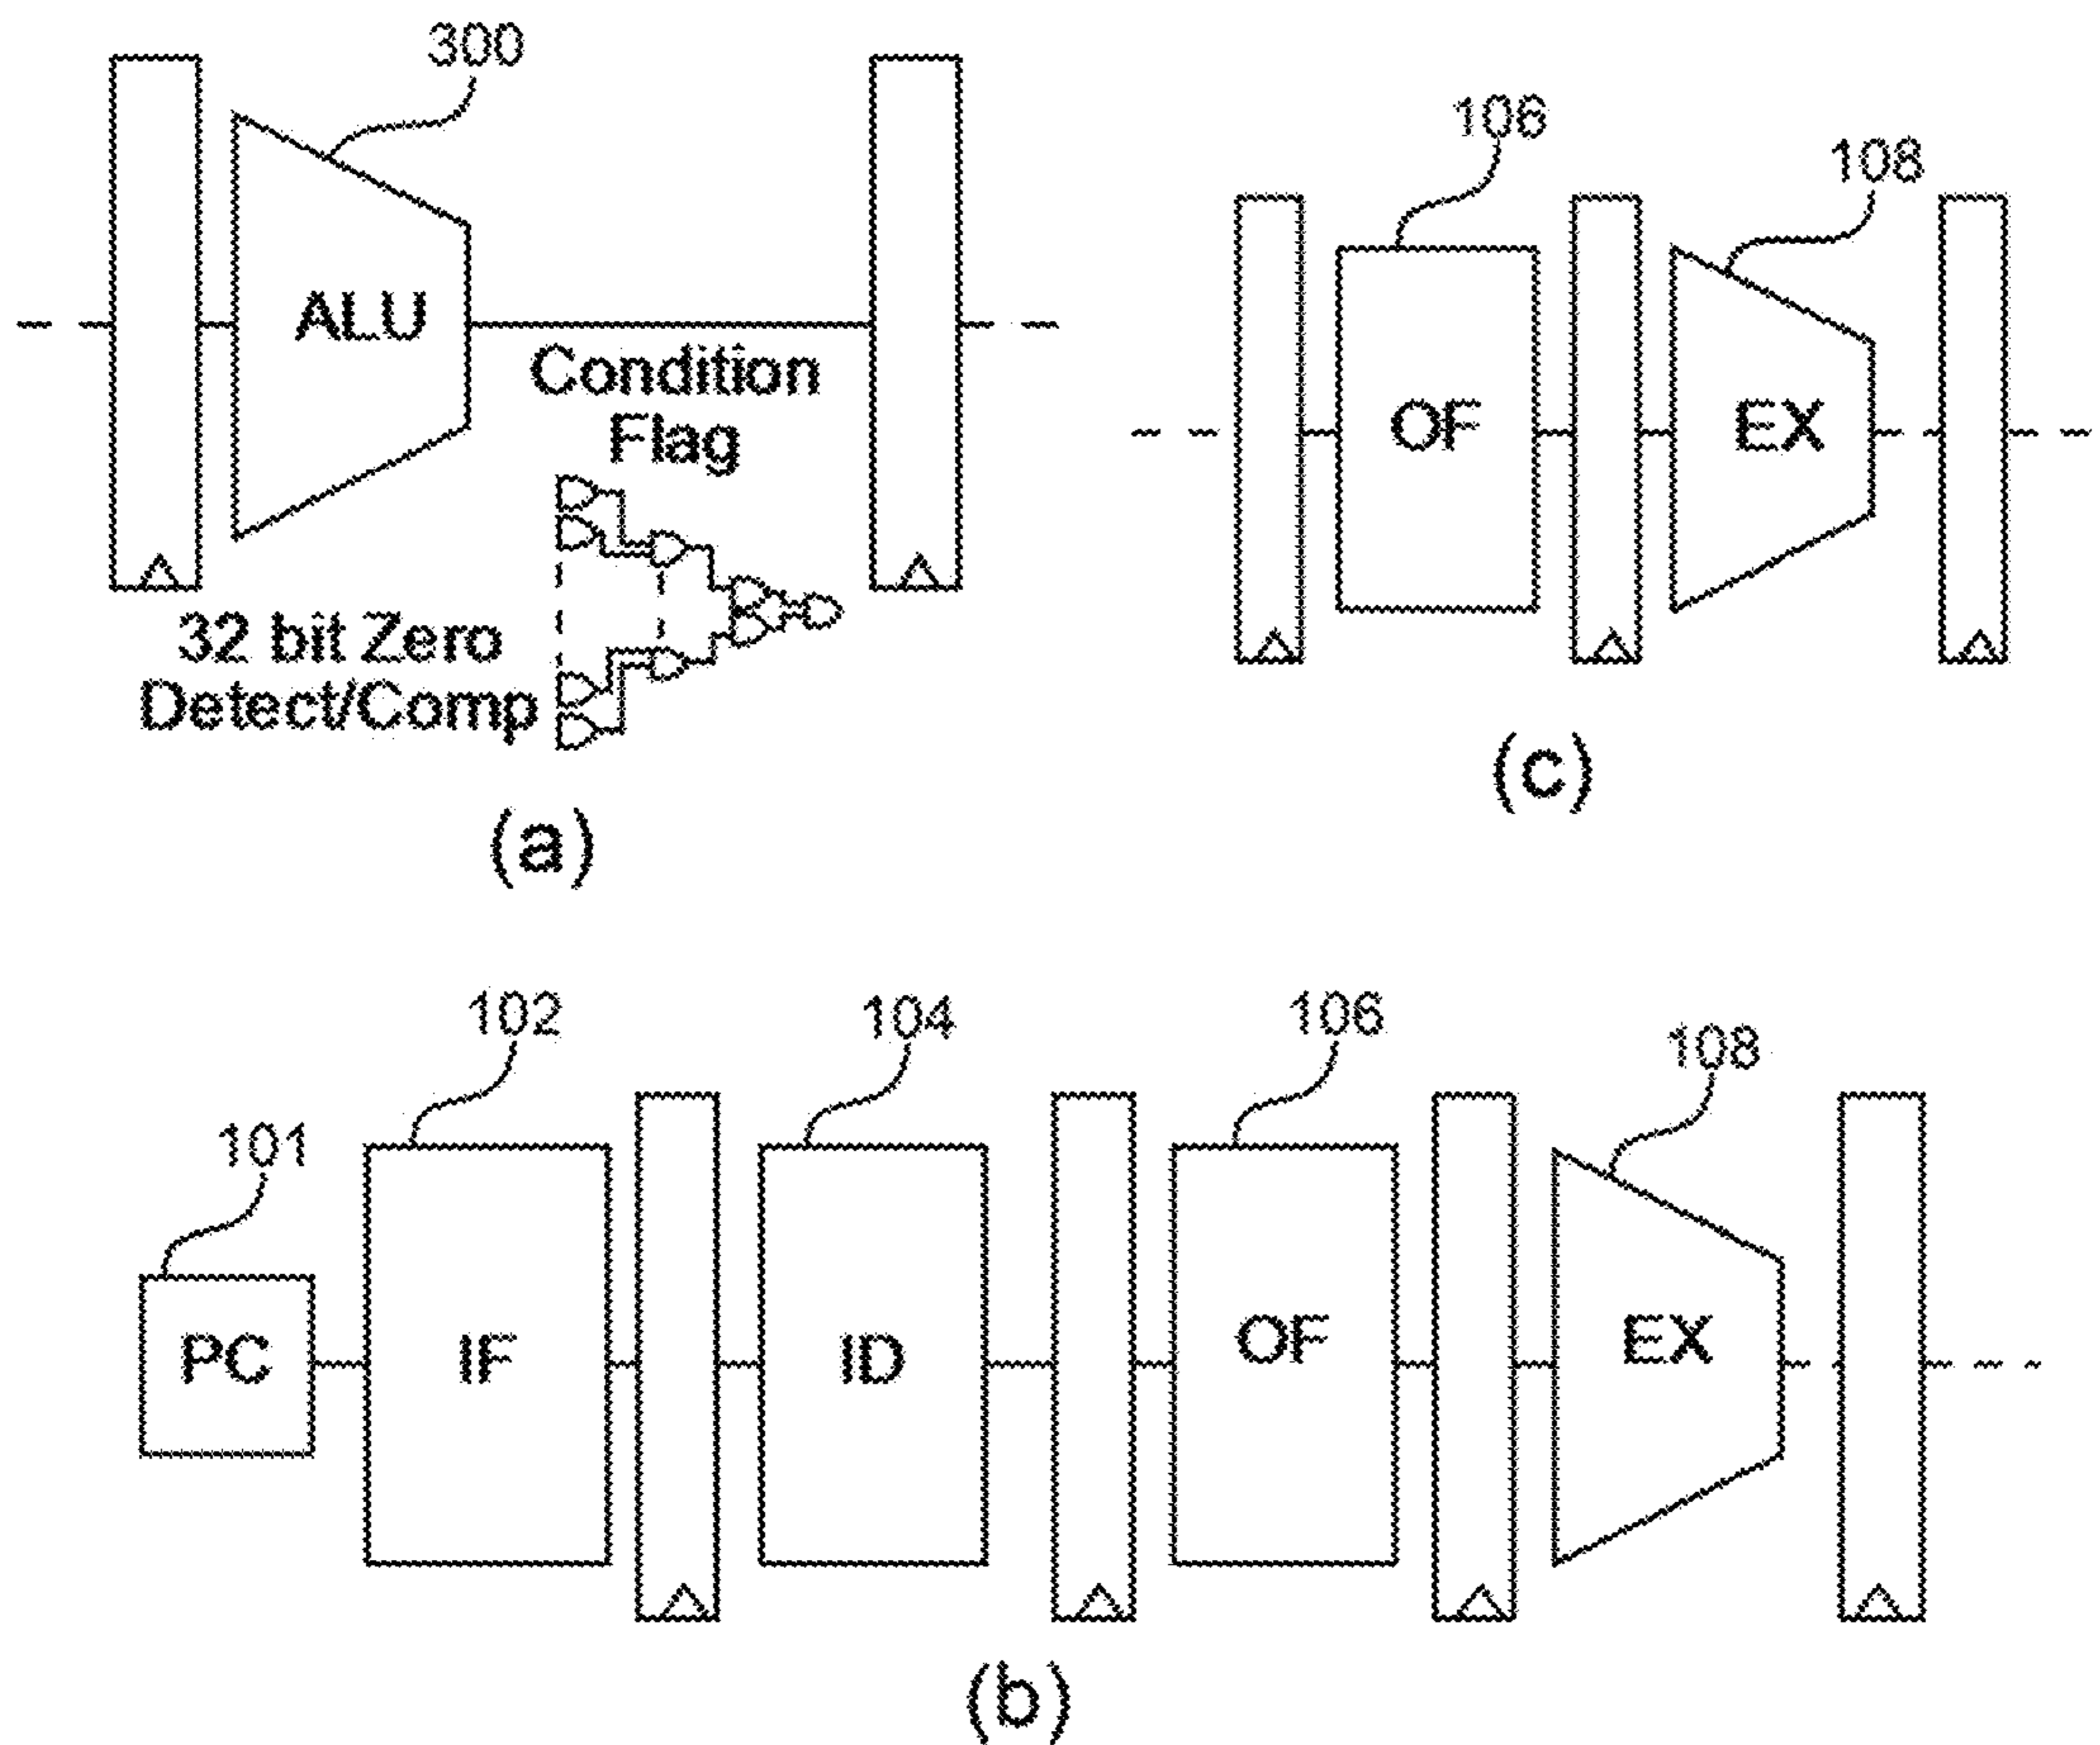 300
ALU
Condition
Flag
32 bit Zero
Detect/Comp
(a)
106
108
OF
EX
(c)
101
102
104
106
108
PC
IF
ID
OF
EX
(b)